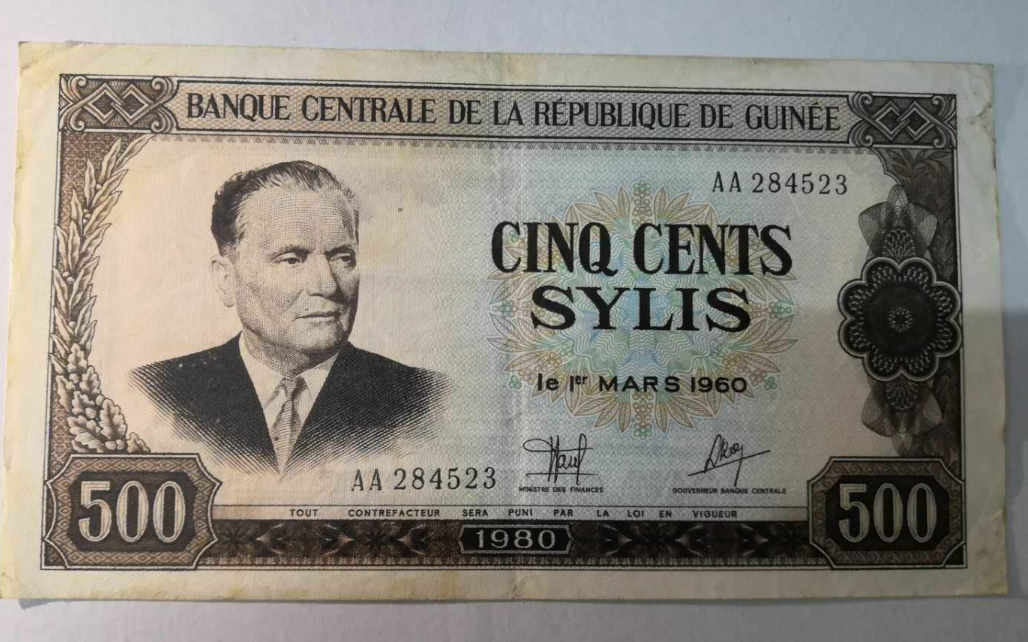 BANQUE CENTRALE DE LA RÉPUBLIQUE DE GUINÉE
AA 284523
CINQ CENTS
SYLIS
le 1er MARS 1960
MINISTRE DES FINANCES
GOUVERNEUR BANQUE CENTRALE
AA 284523
500
500
TOUT CONTREFACTEUR SERA PUNI PAR LA LOI EN VIGUEUR
1980